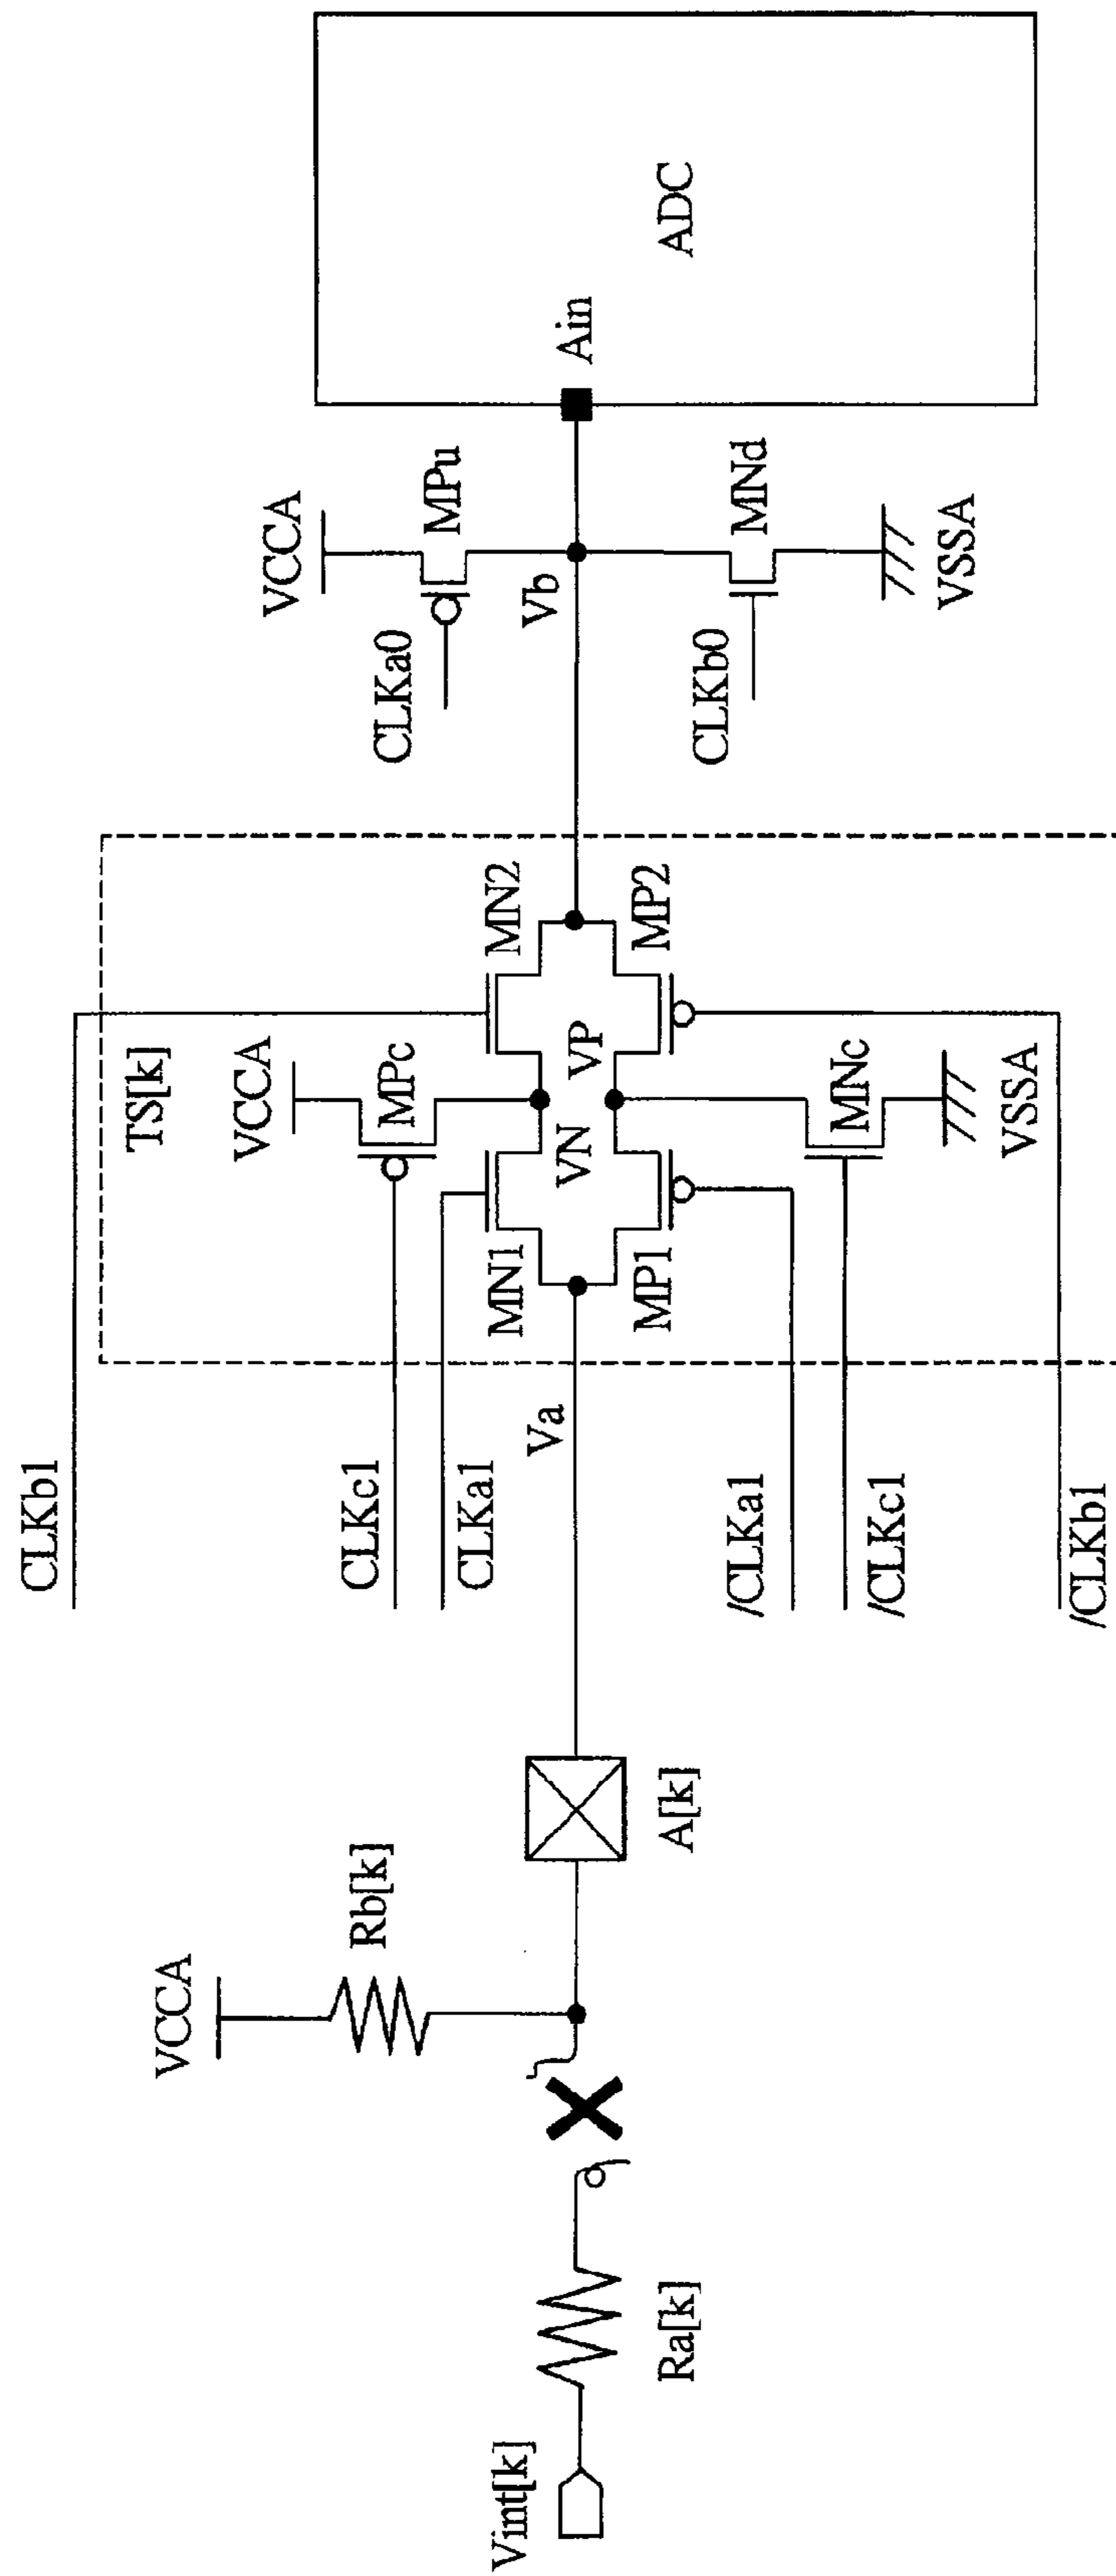 CLKb1
TS[k]
VCCA
MPc
CLKc1
CLKa1
MN1
VN
MN2
VP
MP1
MP2
MNc
VSSA
/CLKa1
/CLKc1
/CLKb1
Va
Vint[k]
Ra[k]
VCCA
Rb[k]
A[k]
VCCA
MPu
CLKa0
Vb
CLKb0
MNd
VSSA
Ain
ADC